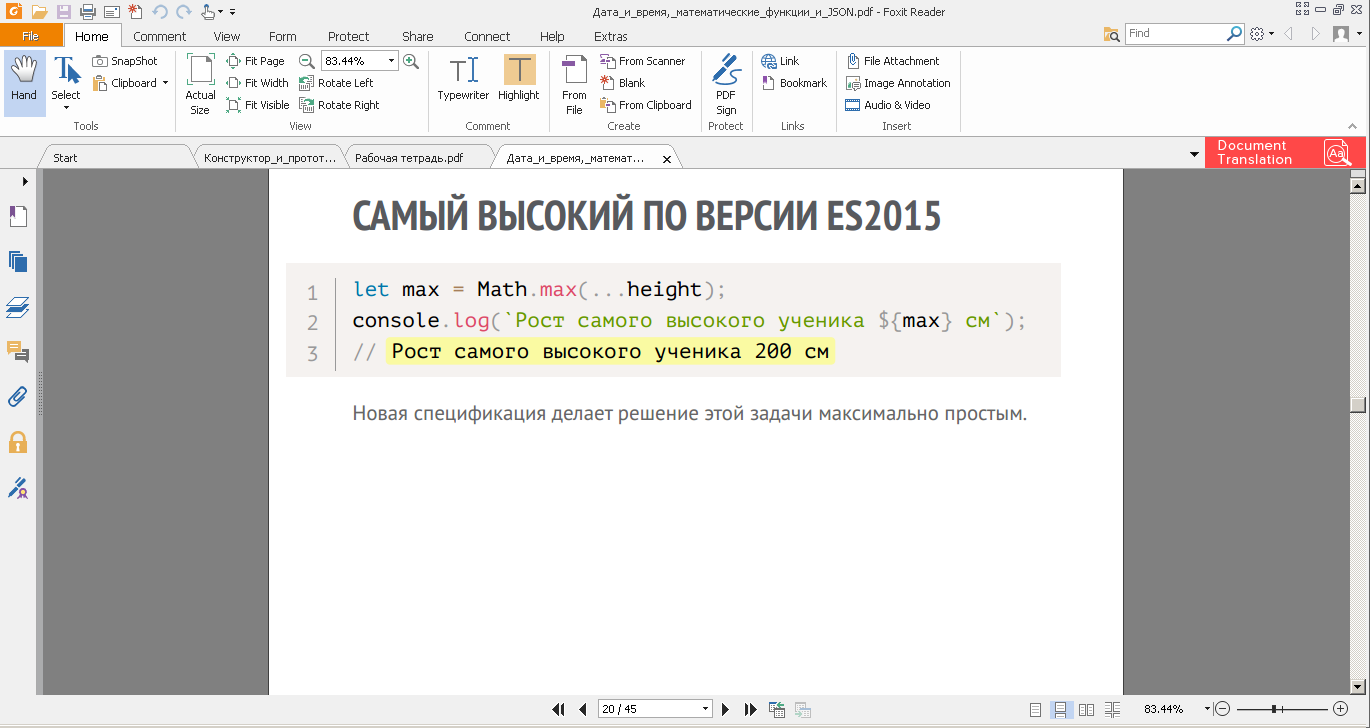 Дата_и_время,_математические_функции_и_JSON.pdf - Foxit Reader
File Home Comment View Form Protect Share Connect Help Extras Find
Hand
Select
SnapShot
Clipboard
Tools
Actual Size
Fit Page
Fit Width
Fit Visible
83.44%
Rotate Left
Rotate Right
View
Typewriter
Highlight
Comment
From File
From Scanner
Blank
From Clipboard
Create
PDF Sign
Protect
Link
Bookmark
Links
File Attachment
Image Annotation
Audio & Video
Insert
Start
Конструктор_и_протот...
Рабочая тетрадь.pdf
Дата_и_время,_математ...
Document
Translation
Aa
САМЫЙ ВЫСОКИЙ ПО ВЕРСИИ ES2015
1 let max = Math.max(...height);
2 console.log(`Рост самого высокого ученика ${max} см`);
3 // Рост самого высокого ученика 200 см
Новая спецификация делает решение этой задачи максимально простым.
20 / 45
83.44%